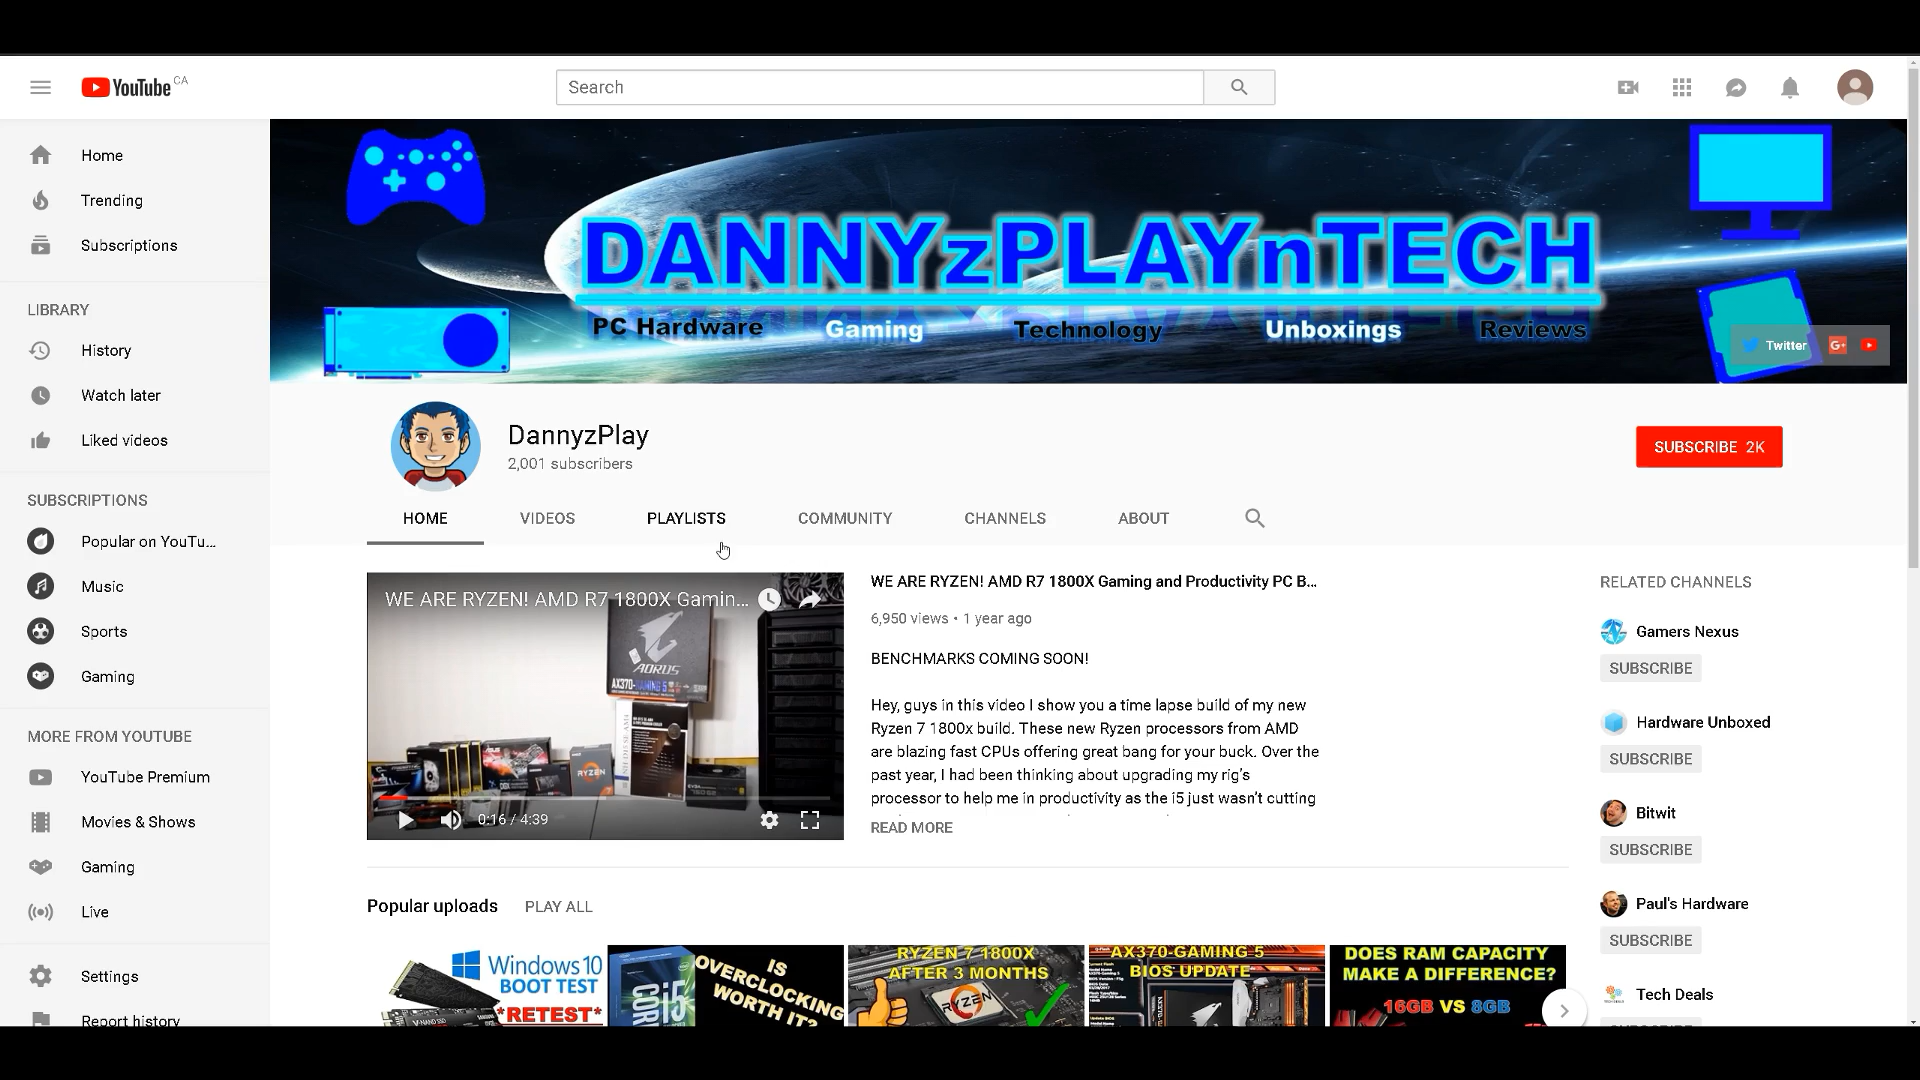 YouTube CA
Search
Home
Trending
Subscriptions
LIBRARY
History
Watch later
Liked videos
SUBSCRIPTIONS
Popular on YouTu...
Music
Sports
Gaming
MORE FROM YOUTUBE
YouTube Premium
Movies & Shows
Gaming
Live
Settings
Report history
DANNYzPLAYnTECH
PC Hardware Gaming Technology Unboxings Reviews
Twitter G+
DannyzPlay
2,001 subscribers
SUBSCRIBE 2K
HOME VIDEOS PLAYLISTS COMMUNITY CHANNELS ABOUT
WE ARE RYZEN! AMD R7 1800X Gamin...
AORUS
AX370-GAMING 5
RYZEN
0:16 / 4:39
WE ARE RYZEN! AMD R7 1800X Gaming and Productivity PC B...
6,950 views • 1 year ago
BENCHMARKS COMING SOON!
Hey, guys in this video I show you a time lapse build of my new
Ryzen 7 1800x build. These new Ryzen processors from AMD
are blazing fast CPUs offering great bang for your buck. Over the
past year, I had been thinking about upgrading my rig's
processor to help me in productivity as the i5 just wasn't cutting
READ MORE
RELATED CHANNELS
Gamers Nexus
SUBSCRIBE
Hardware Unboxed
SUBSCRIBE
Bitwit
SUBSCRIBE
Paul's Hardware
SUBSCRIBE
Tech Deals
Popular uploads PLAY ALL
Windows 10
BOOT TEST
*RETEST*
CORE i5
IS
OVERCLOCKING
WORTH IT?
RYZEN 7 1800X
AFTER 3 MONTHS
RYZEN
AX370-GAMING 5
BIOS UPDATE
DOES RAM CAPACITY
MAKE A DIFFERENCE?
16GB VS 8GB